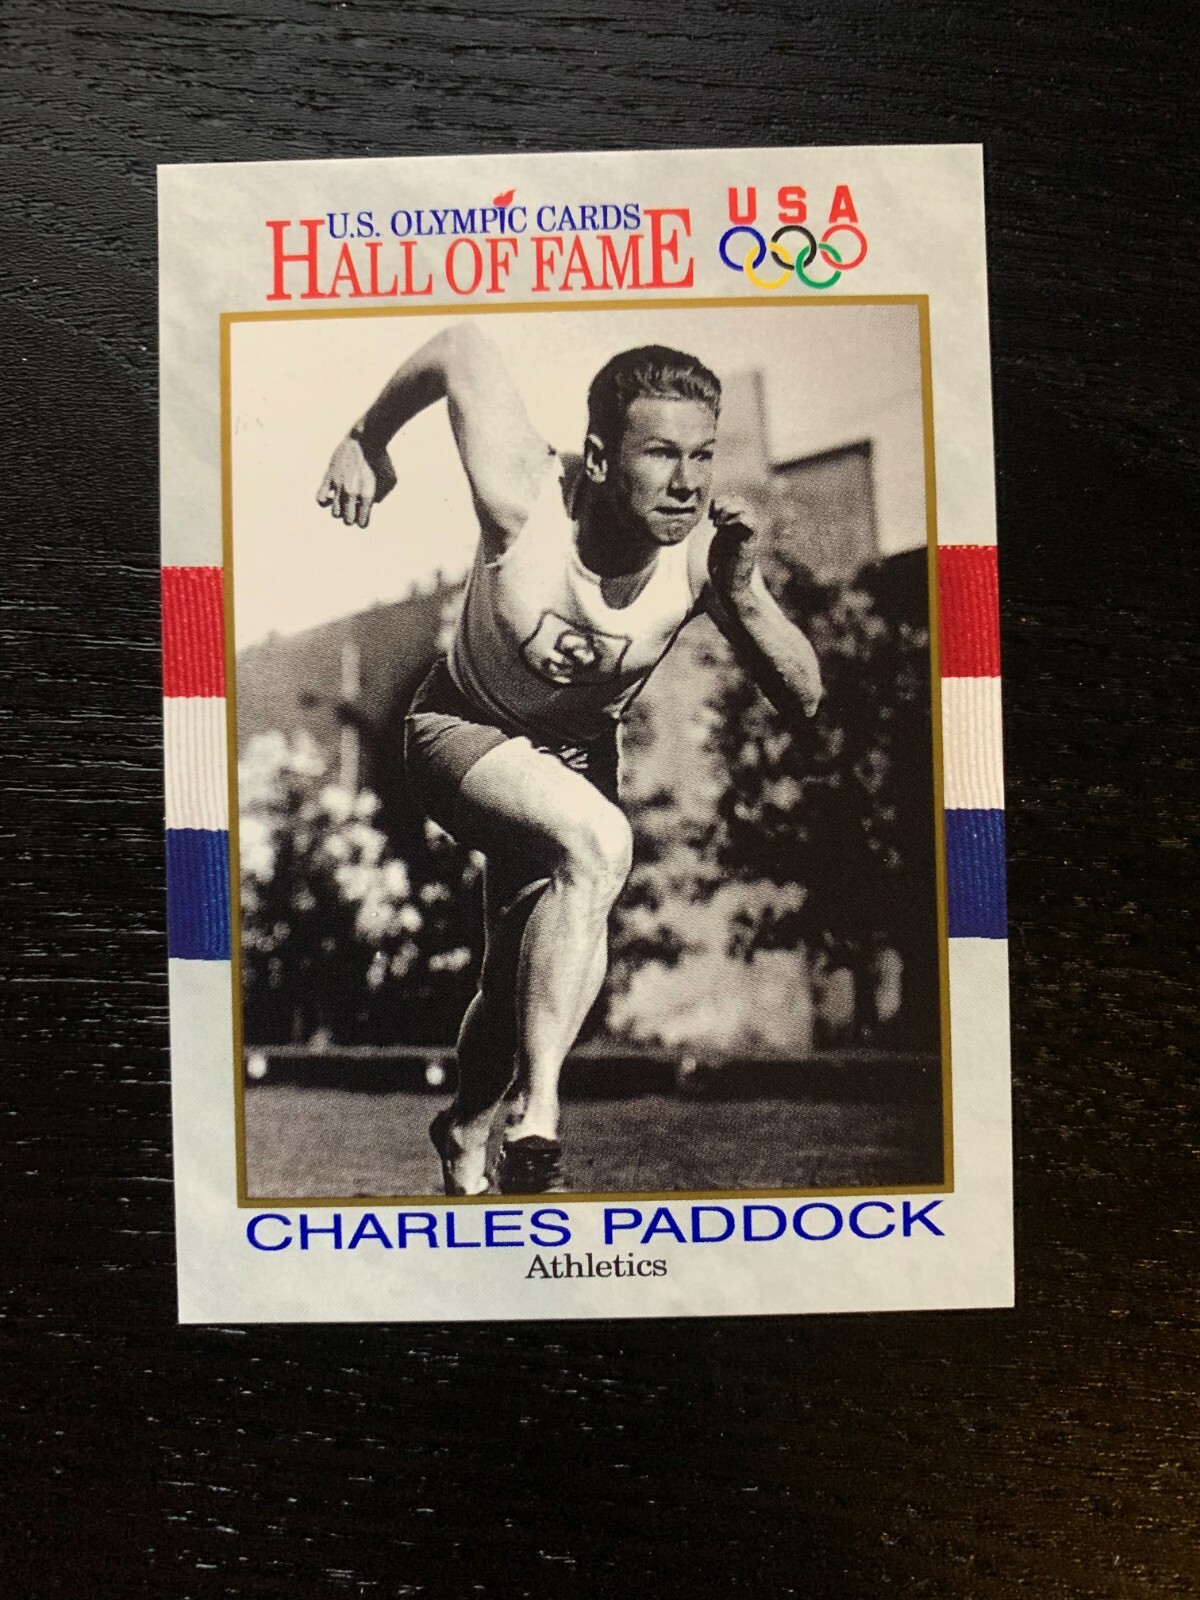 U.S. OLYMPIC CARDS
HALL OF FAME
USA
CHARLES PADDOCK
Athletics